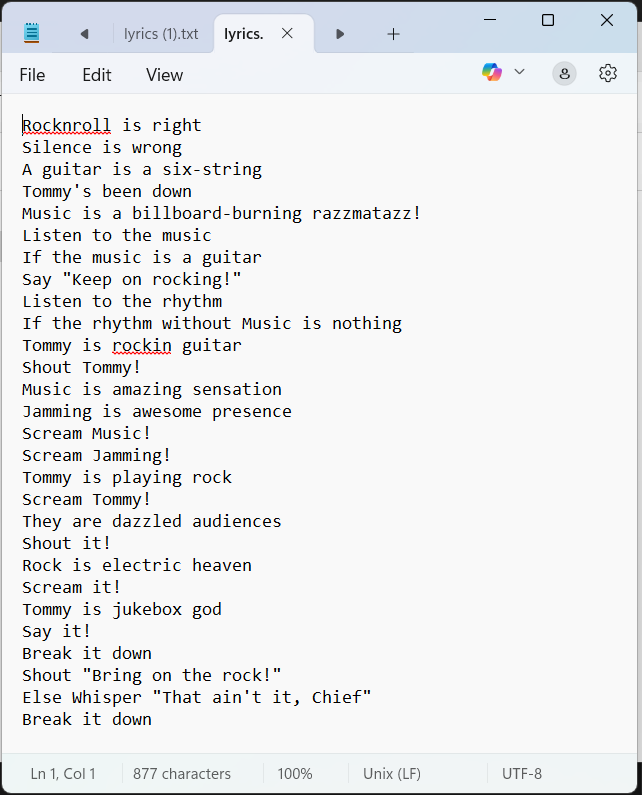 lyrics (1).txt
lyrics.
File Edit View
Rocknroll is right
Silence is wrong
A guitar is a six-string
Tommy's been down
Music is a billboard-burning razzmatazz!
Listen to the music
If the music is a guitar
Say "Keep on rocking!"
Listen to the rhythm
If the rhythm without Music is nothing
Tommy is rockin guitar
Shout Tommy!
Music is amazing sensation
Jamming is awesome presence
Scream Music!
Scream Jamming!
Tommy is playing rock
Scream Tommy!
They are dazzled audiences
Shout it!
Rock is electric heaven
Scream it!
Tommy is jukebox god
Say it!
Break it down
Shout "Bring on the rock!"
Else Whisper "That ain't it, Chief"
Break it down
Ln 1, Col 1 877 characters 100% Unix (LF) UTF-8